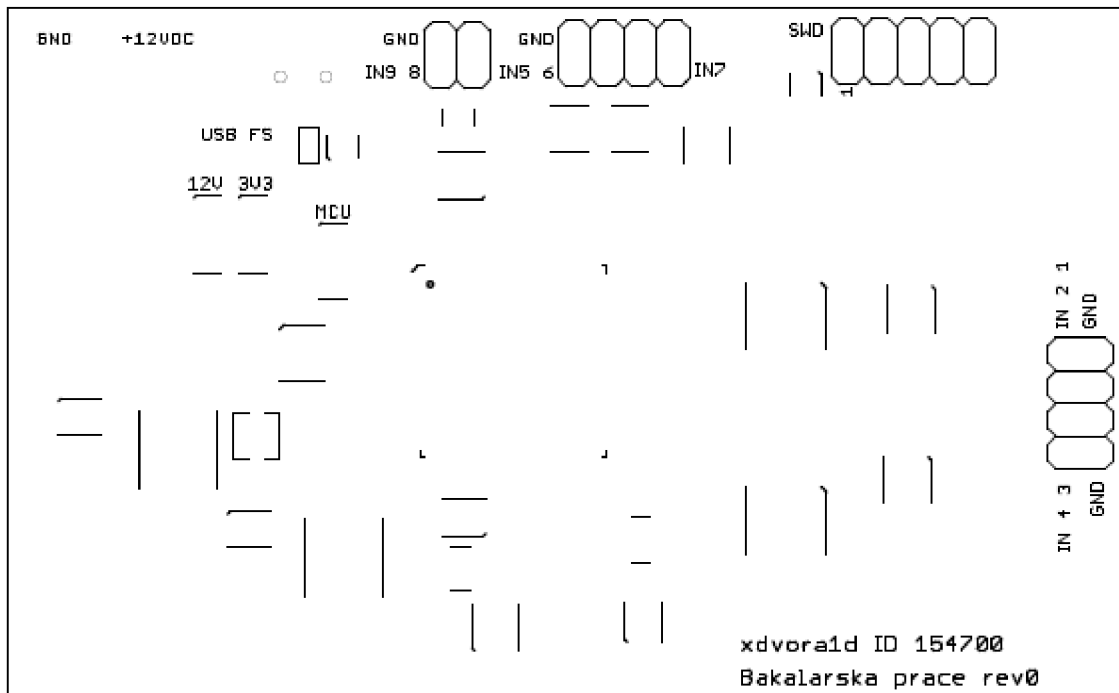 GND +12VDC
GND
IN9 8
GND
IN5 6
IN7
SWD
1
USB FS
12V 3V3
MCU
IN 2 1
GND
IN 4 3
GND
xdvora1d ID 154700
Bakalarska prace rev0